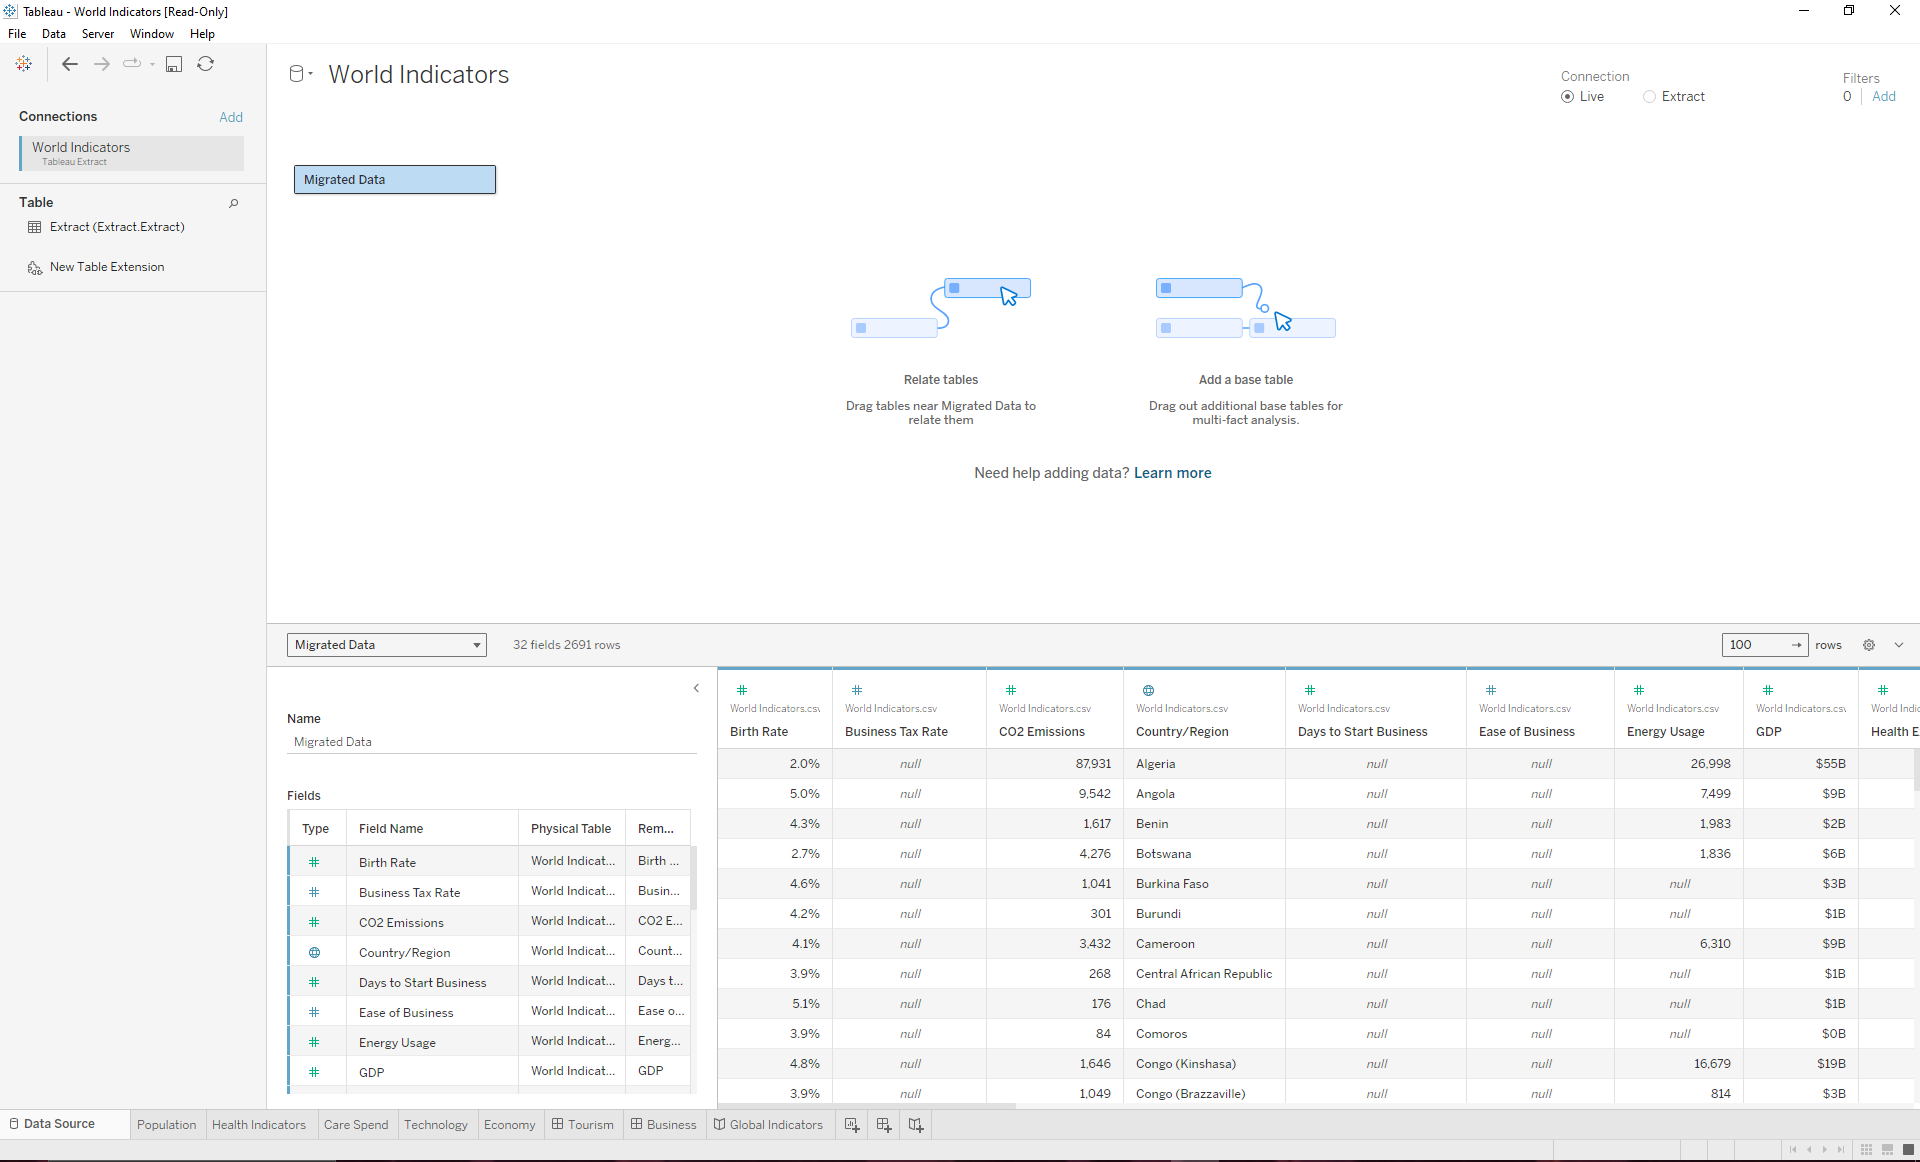 Tableau - World Indicators [Read-Only]
File Data Server Window Help
World Indicators
Connection
Live Extract
Filters
0 Add
Connections Add
World Indicators
Tableau Extract
Table
Extract (Extract.Extract)
New Table Extension
Migrated Data
Relate tables
Drag tables near Migrated Data to
relate them
Add a base table
Drag out additional base tables for
multi-fact analysis.
Need help adding data? Learn more
Migrated Data 32 fields 2691 rows 100 rows
Name
Migrated Data
Fields
Type Field Name Physical Table Rem...
Birth Rate World Indicat... Birth ...
Business Tax Rate World Indicat... Busin...
CO2 Emissions World Indicat... CO2 E...
Country/Region World Indicat... Count...
Days to Start Business World Indicat... Days t...
Ease of Business World Indicat... Ease o...
Energy Usage World Indicat... Energ...
GDP World Indicat... GDP
World Indicators.csv World Indicators.csv World Indicators.csv World Indicators.csv World Indicators.csv World Indicators.csv World Indicators.csv World Indicators.csv World Indic
Birth Rate Business Tax Rate CO2 Emissions Country/Region Days to Start Business Ease of Business Energy Usage GDP Health E
2.0% null 87,931 Algeria null null 26,998 $55B
5.0% null 9,542 Angola null null 7,499 $9B
4.3% null 1,617 Benin null null 1,983 $2B
2.7% null 4,276 Botswana null null 1,836 $6B
4.6% null 1,041 Burkina Faso null null null $3B
4.2% null 301 Burundi null null null $1B
4.1% null 3,432 Cameroon null null 6,310 $9B
3.9% null 268 Central African Republic null null null $1B
5.1% null 176 Chad null null null $1B
3.9% null 84 Comoros null null null $0B
4.8% null 1,646 Congo (Kinshasa) null null 16,679 $19B
3.9% null 1,049 Congo (Brazzaville) null null 814 $3B
Data Source Population Health Indicators Care Spend Technology Economy Tourism Business Global Indicators